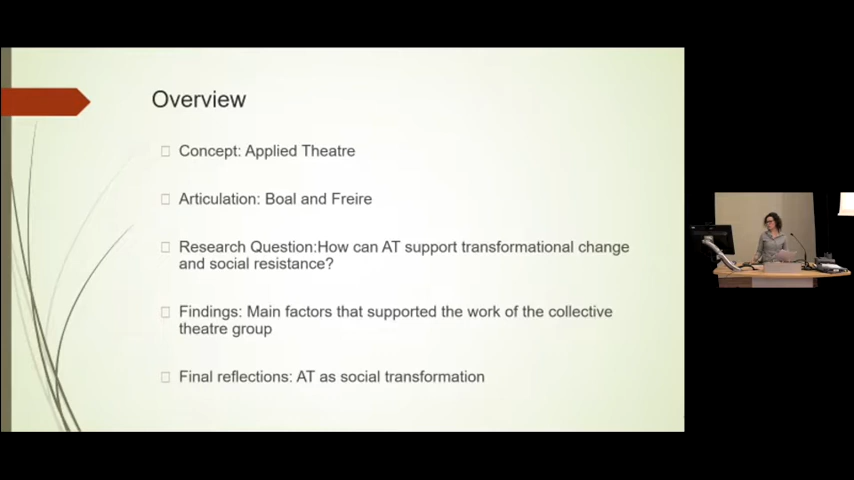 Overview
Concept: Applied Theatre
Articulation: Boal and Freire
Research Question:How can AT support transformational change
and social resistance?
Findings: Main factors that supported the work of the collective
theatre group
Final reflections: AT as social transformation